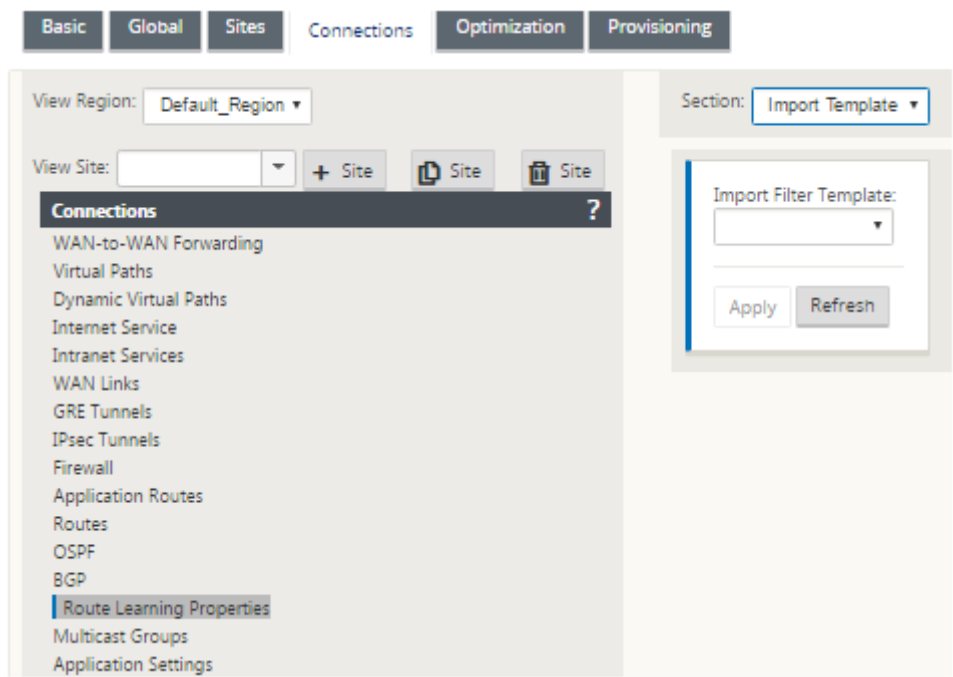 Basic Global Sites Connections Optimization Provisioning
View Region: Default_Region
Section: Import Template
View Site: + Site Site Site
Connections ?
Import Filter Template:
WAN-to-WAN Forwarding
Virtual Paths
Dynamic Virtual Paths
Internet Service
Apply Refresh
Intranet Services
WAN Links
GRE Tunnels
IPsec Tunnels
Firewall
Application Routes
Routes
OSPF
BGP
Route Learning Properties
Multicast Groups
Application Settings